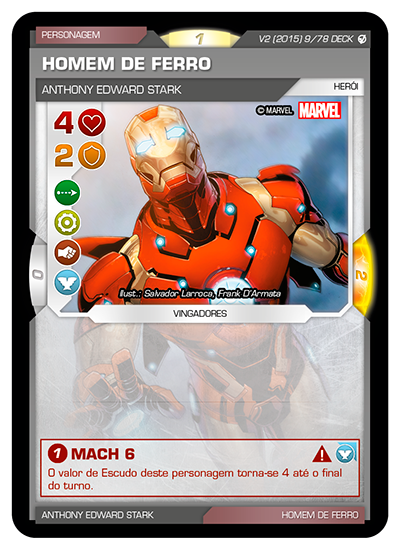 PERSONAGEM
1
V2 (2015) 9/78 DECK
HOMEM DE FERRO
ANTHONY EDWARD STARK
HERÓI
4
© MARVEL MARVEL
2
0
2
Ilust.: Salvador Larroca, Frank D'Armata
VINGADORES
1 MACH 6
O valor de Escudo deste personagem torna-se 4 até o final
do turno.
ANTHONY EDWARD STARK
HOMEM DE FERRO